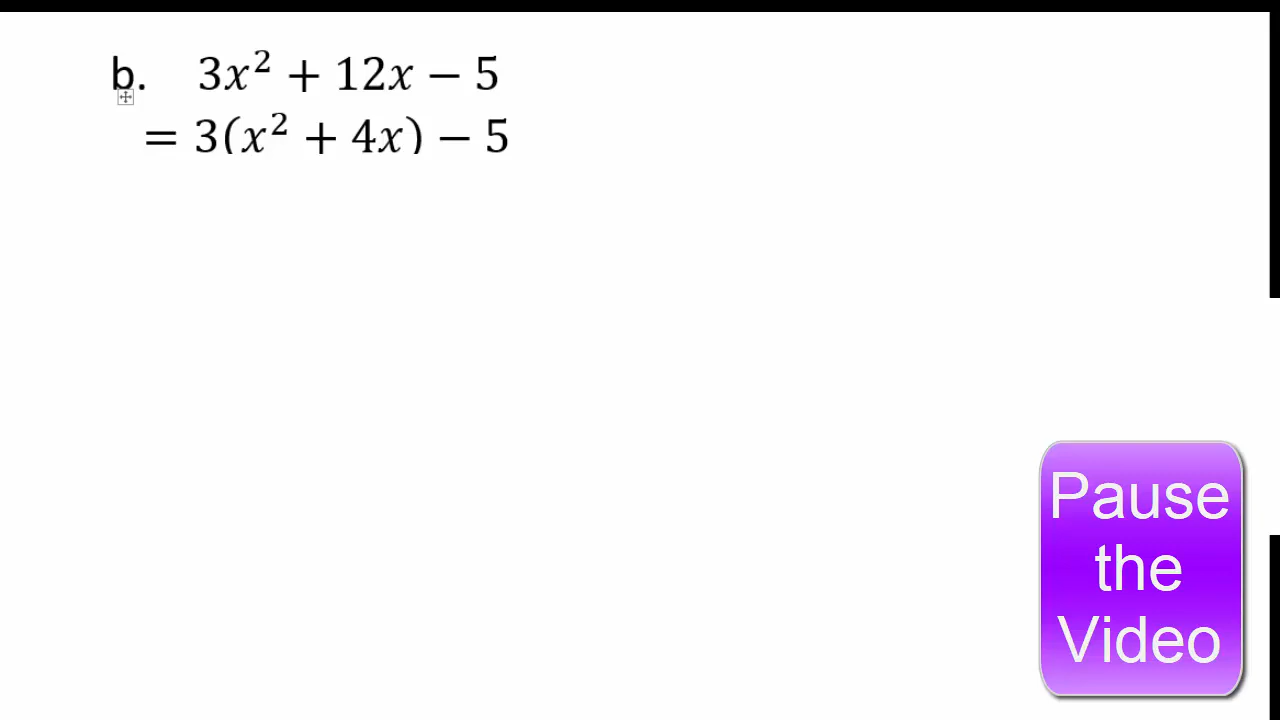 b. 3x² + 12x − 5
= 3(x² + 4x) − 5
Pause
the
Video